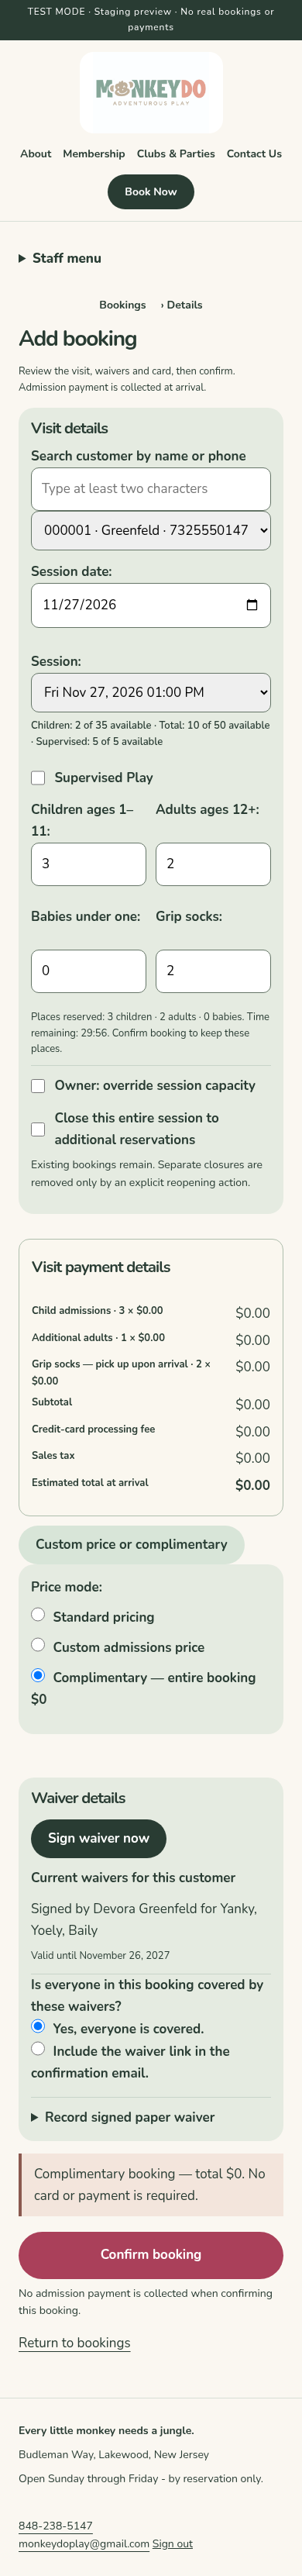 TEST MODE · Staging preview · No real bookings or
payments
MONKEYDO
ADVENTUROUS PLAY
About Membership Clubs & Parties Contact Us
Book Now
▶ Staff menu
Bookings › Details
Add booking
Review the visit, waivers and card, then confirm.
Admission payment is collected at arrival.
Visit details
Search customer by name or phone
Type at least two characters
000001 · Greenfeld · 7325550147
Session date:
11/27/2026
Session:
Fri Nov 27, 2026 01:00 PM
Children: 2 of 35 available · Total: 10 of 50 available
· Supervised: 5 of 5 available
Supervised Play
Children ages 1–
11:
Adults ages 12+:
3
2
Babies under one:
Grip socks:
0
2
Places reserved: 3 children · 2 adults · 0 babies. Time
remaining: 29:56. Confirm booking to keep these
places.
Owner: override session capacity
Close this entire session to
additional reservations
Existing bookings remain. Separate closures are
removed only by an explicit reopening action.
Visit payment details
Child admissions · 3 × $0.00 $0.00
Additional adults · 1 × $0.00 $0.00
Grip socks — pick up upon arrival · 2 × $0.00
$0.00
Subtotal $0.00
Credit-card processing fee $0.00
Sales tax $0.00
Estimated total at arrival $0.00
Custom price or complimentary
Price mode:
Standard pricing
Custom admissions price
Complimentary — entire booking
$0
Waiver details
Sign waiver now
Current waivers for this customer
Signed by Devora Greenfeld for Yanky,
Yoely, Baily
Valid until November 26, 2027
Is everyone in this booking covered by
these waivers?
Yes, everyone is covered.
Include the waiver link in the
confirmation email.
▶ Record signed paper waiver
Complimentary booking — total $0. No
card or payment is required.
Confirm booking
No admission payment is collected when confirming
this booking.
Return to bookings
Every little monkey needs a jungle.
Budleman Way, Lakewood, New Jersey
Open Sunday through Friday - by reservation only.
848-238-5147
monkeydoplay@gmail.com Sign out